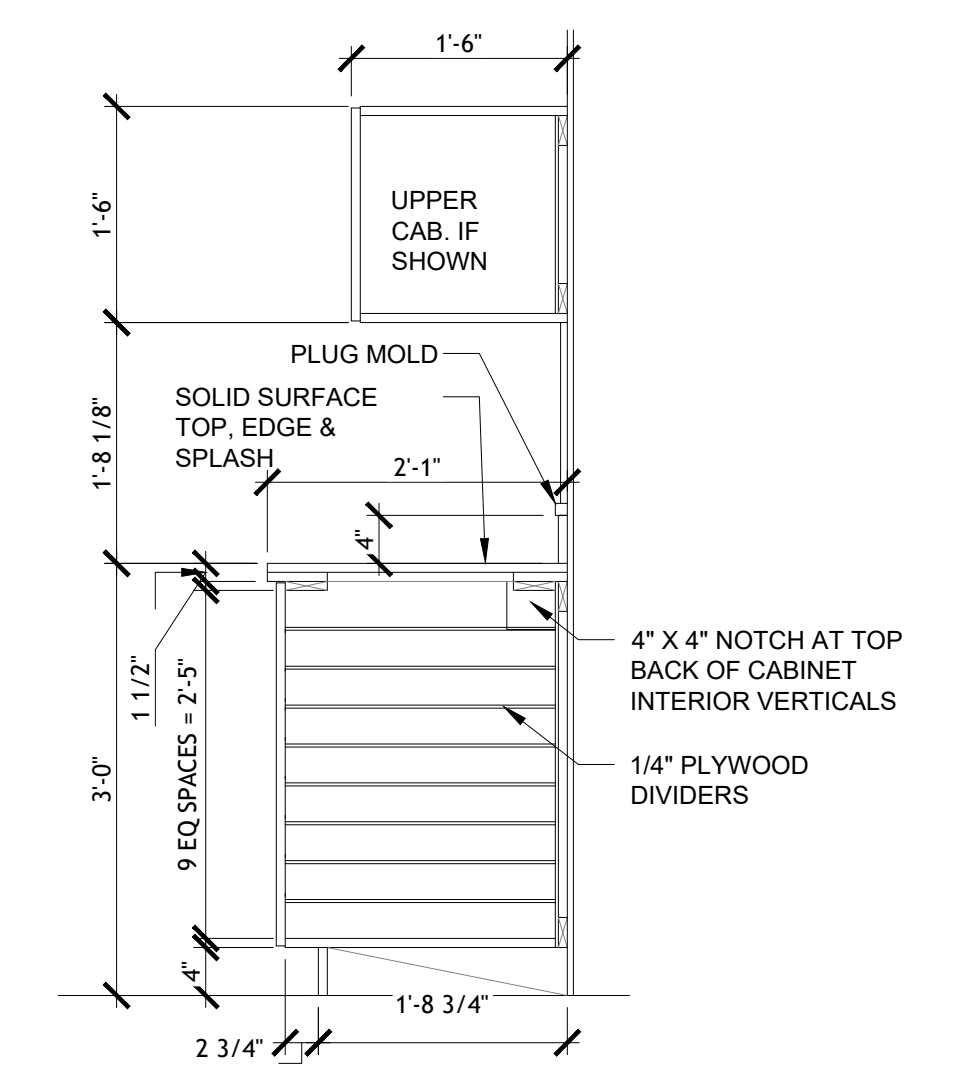 1'-6"
1'-6"
UPPER
CAB. IF
SHOWN
PLUG MOLD
1'-8 1/8"
SOLID SURFACE
TOP, EDGE &
SPLASH
2'-1"
4"
4" X 4" NOTCH AT TOP
BACK OF CABINET
INTERIOR VERTICALS
1 1/2"
9 EQ SPACES = 2'-5"
3'-0"
1/4" PLYWOOD
DIVIDERS
4"
1'-8 3/4"
2 3/4"